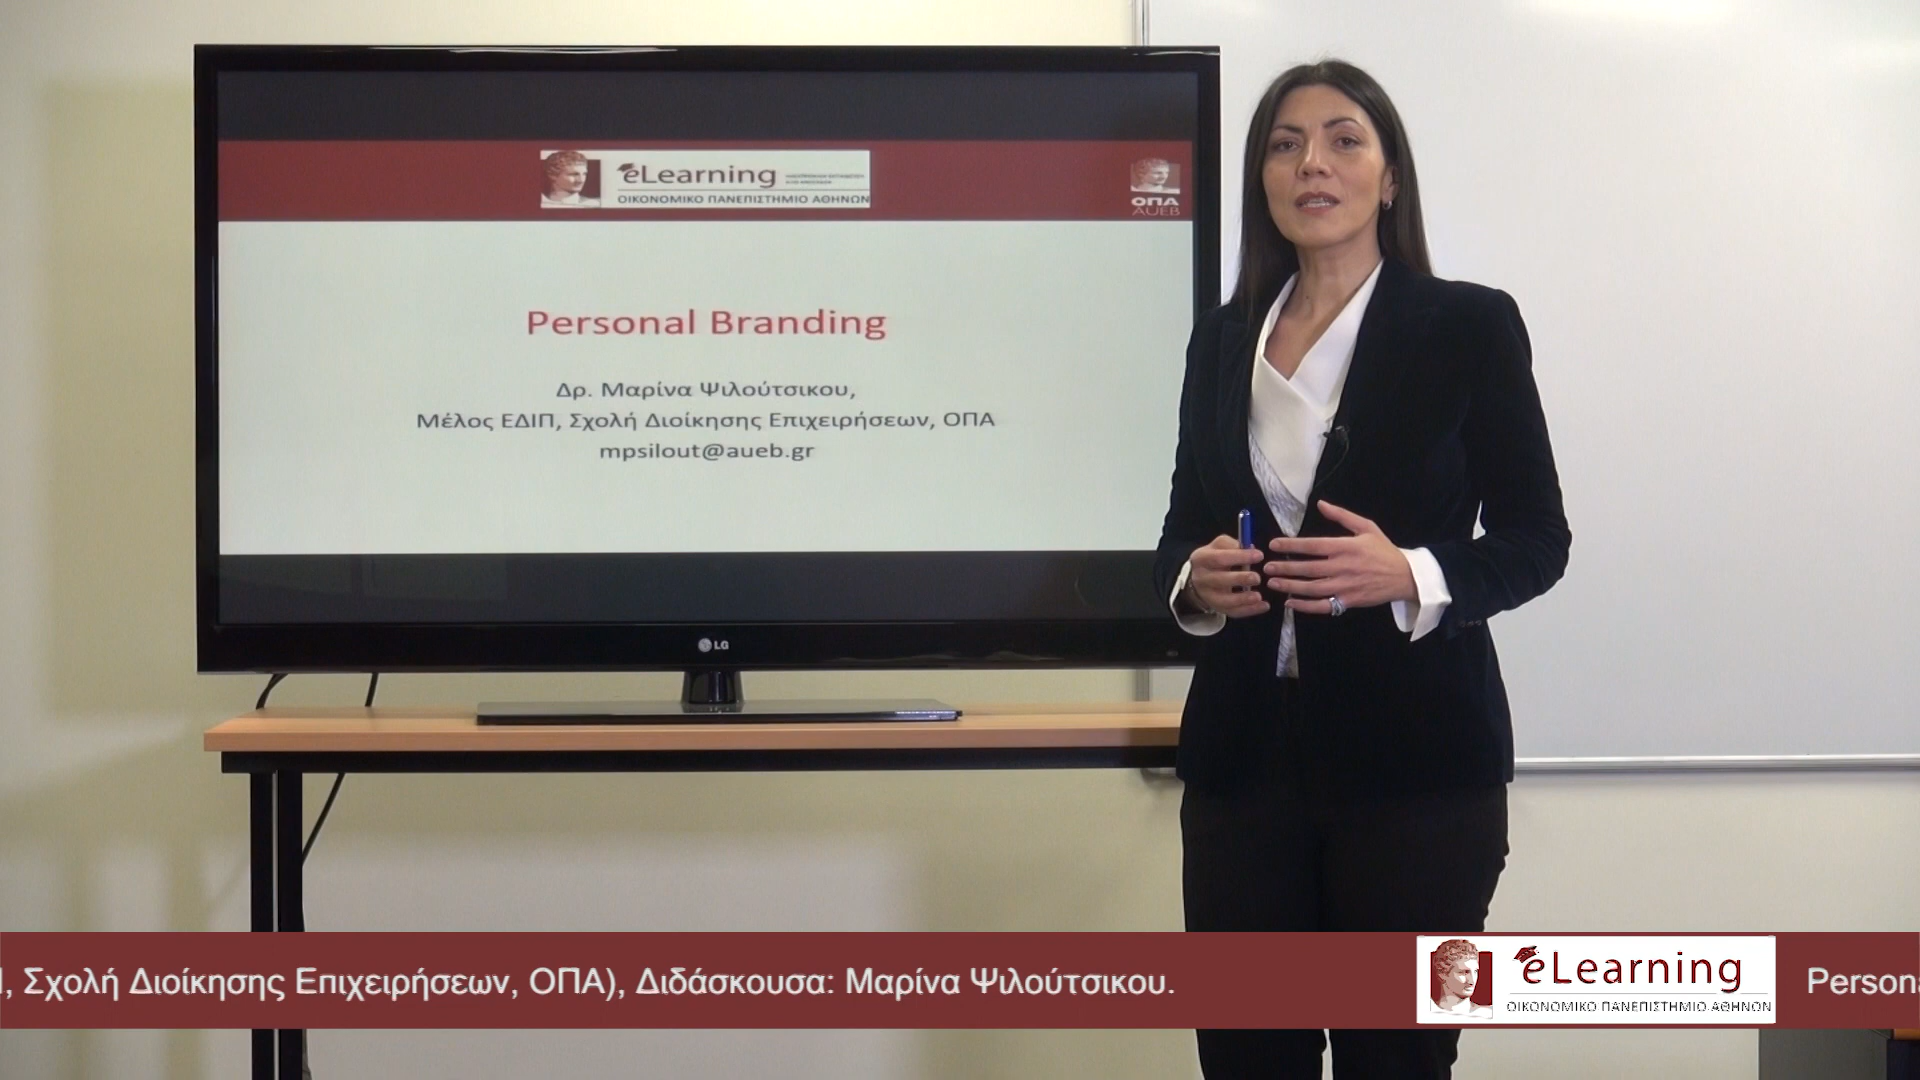 eLearning
ΟΙΚΟΝΟΜΙΚΟ ΠΑΝΕΠΙΣΤΗΜΙΟ ΑΘΗΝΩΝ
ΟΠΑ
AUEB
Personal Branding
Δρ. Μαρίνα Ψιλούτσικου,
Μέλος ΕΔΙΠ, Σχολή Διοίκησης Επιχειρήσεων, ΟΠΑ
mpsilout@aueb.gr
LG
, Σχολή Διοίκησης Επιχειρήσεων, ΟΠΑ), Διδάσκουσα: Μαρίνα Ψιλούτσικου.
eLearning
ΟΙΚΟΝΟΜΙΚΟ ΠΑΝΕΠΙΣΤΗΜΙΟ ΑΘΗΝΩΝ
Person